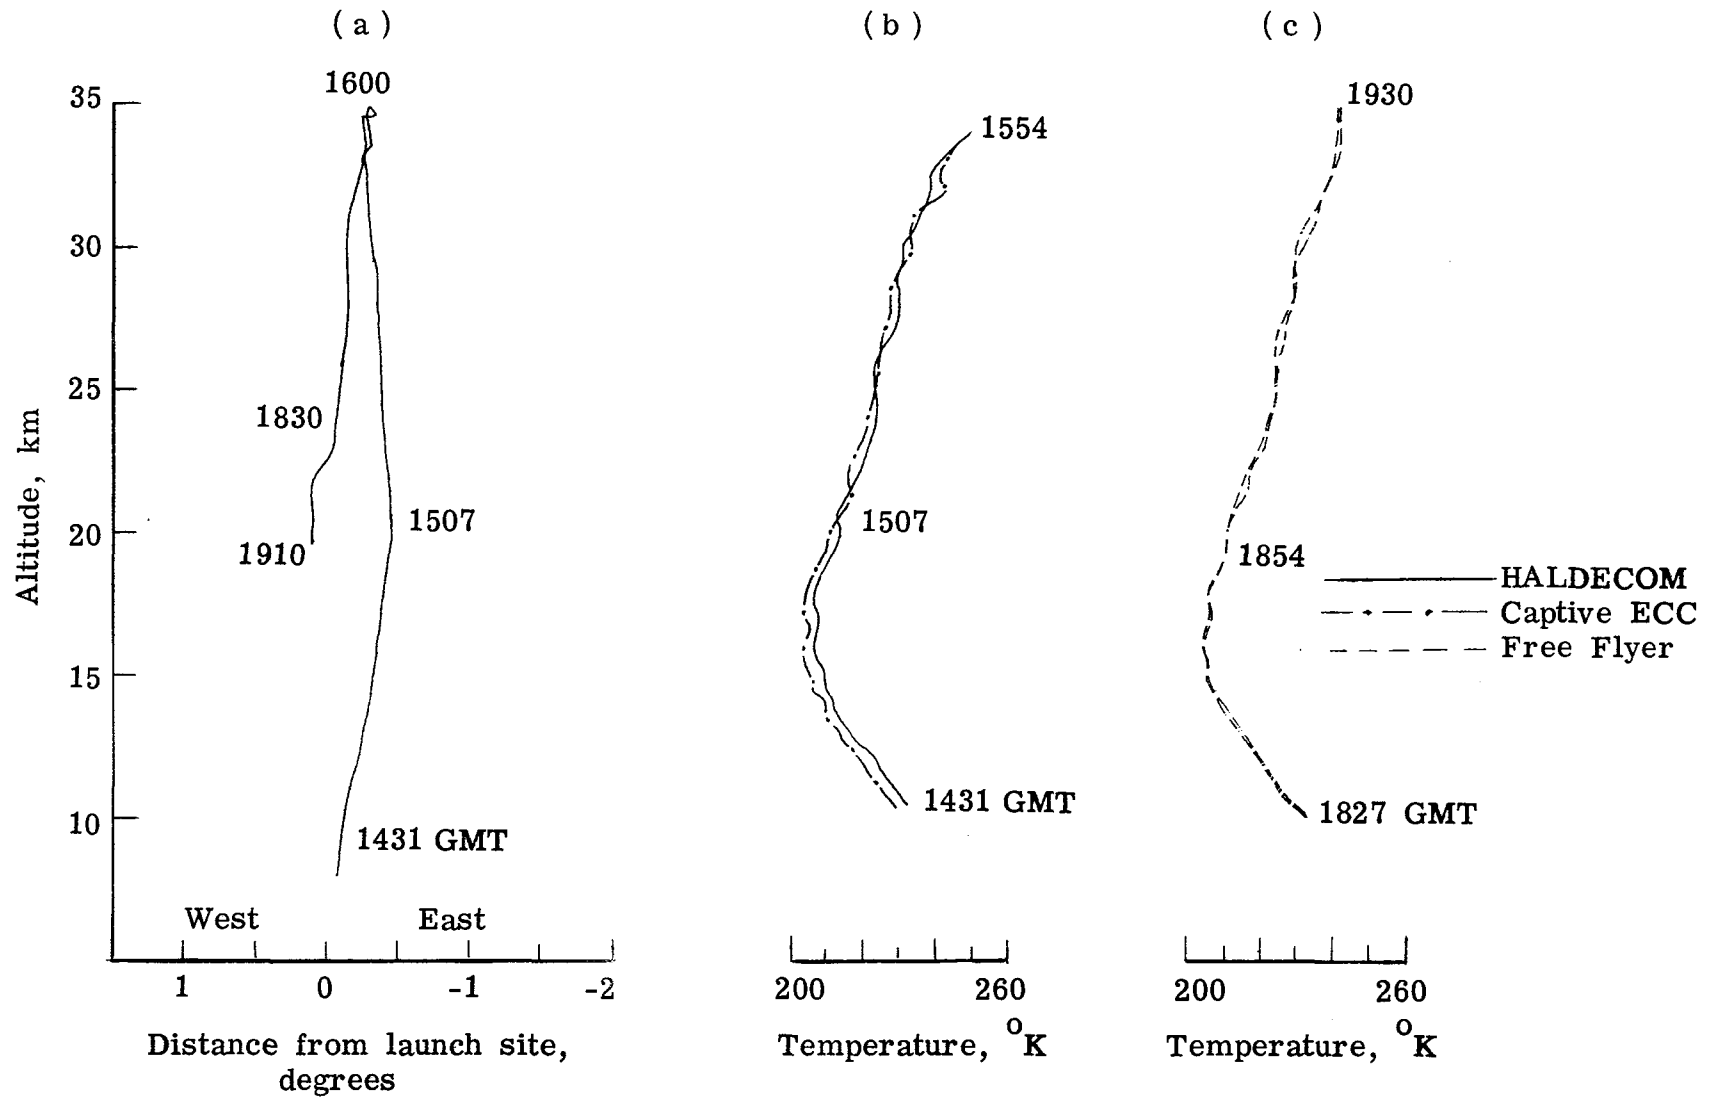 (a)
(b)
(c)
1600
1554
1930
35
30
25
20
15
10
Altitude, km
1830
1507
1910
1431 GMT
West
East
1
0
-1
-2
Distance from launch site,
degrees
1507
1431 GMT
200
260
Temperature, °K
1854
HALDECOM
Captive ECC
Free Flyer
1827 GMT
200
260
Temperature, °K